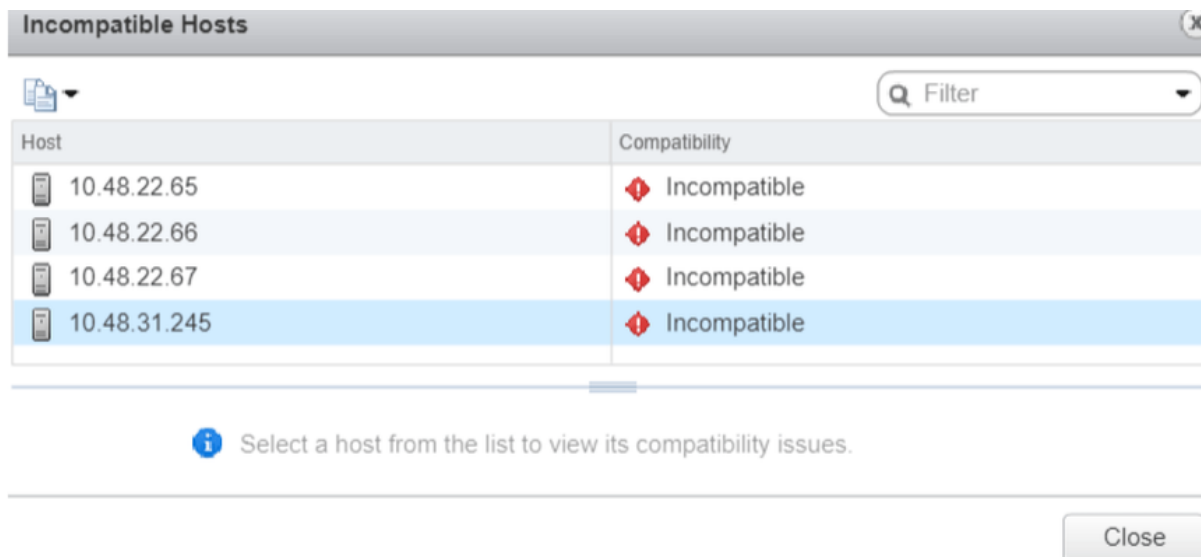 Incompatible Hosts
Filter
Host Compatibility
10.48.22.65 Incompatible
10.48.22.66 Incompatible
10.48.22.67 Incompatible
10.48.31.245 Incompatible
Select a host from the list to view its compatibility issues.
Close